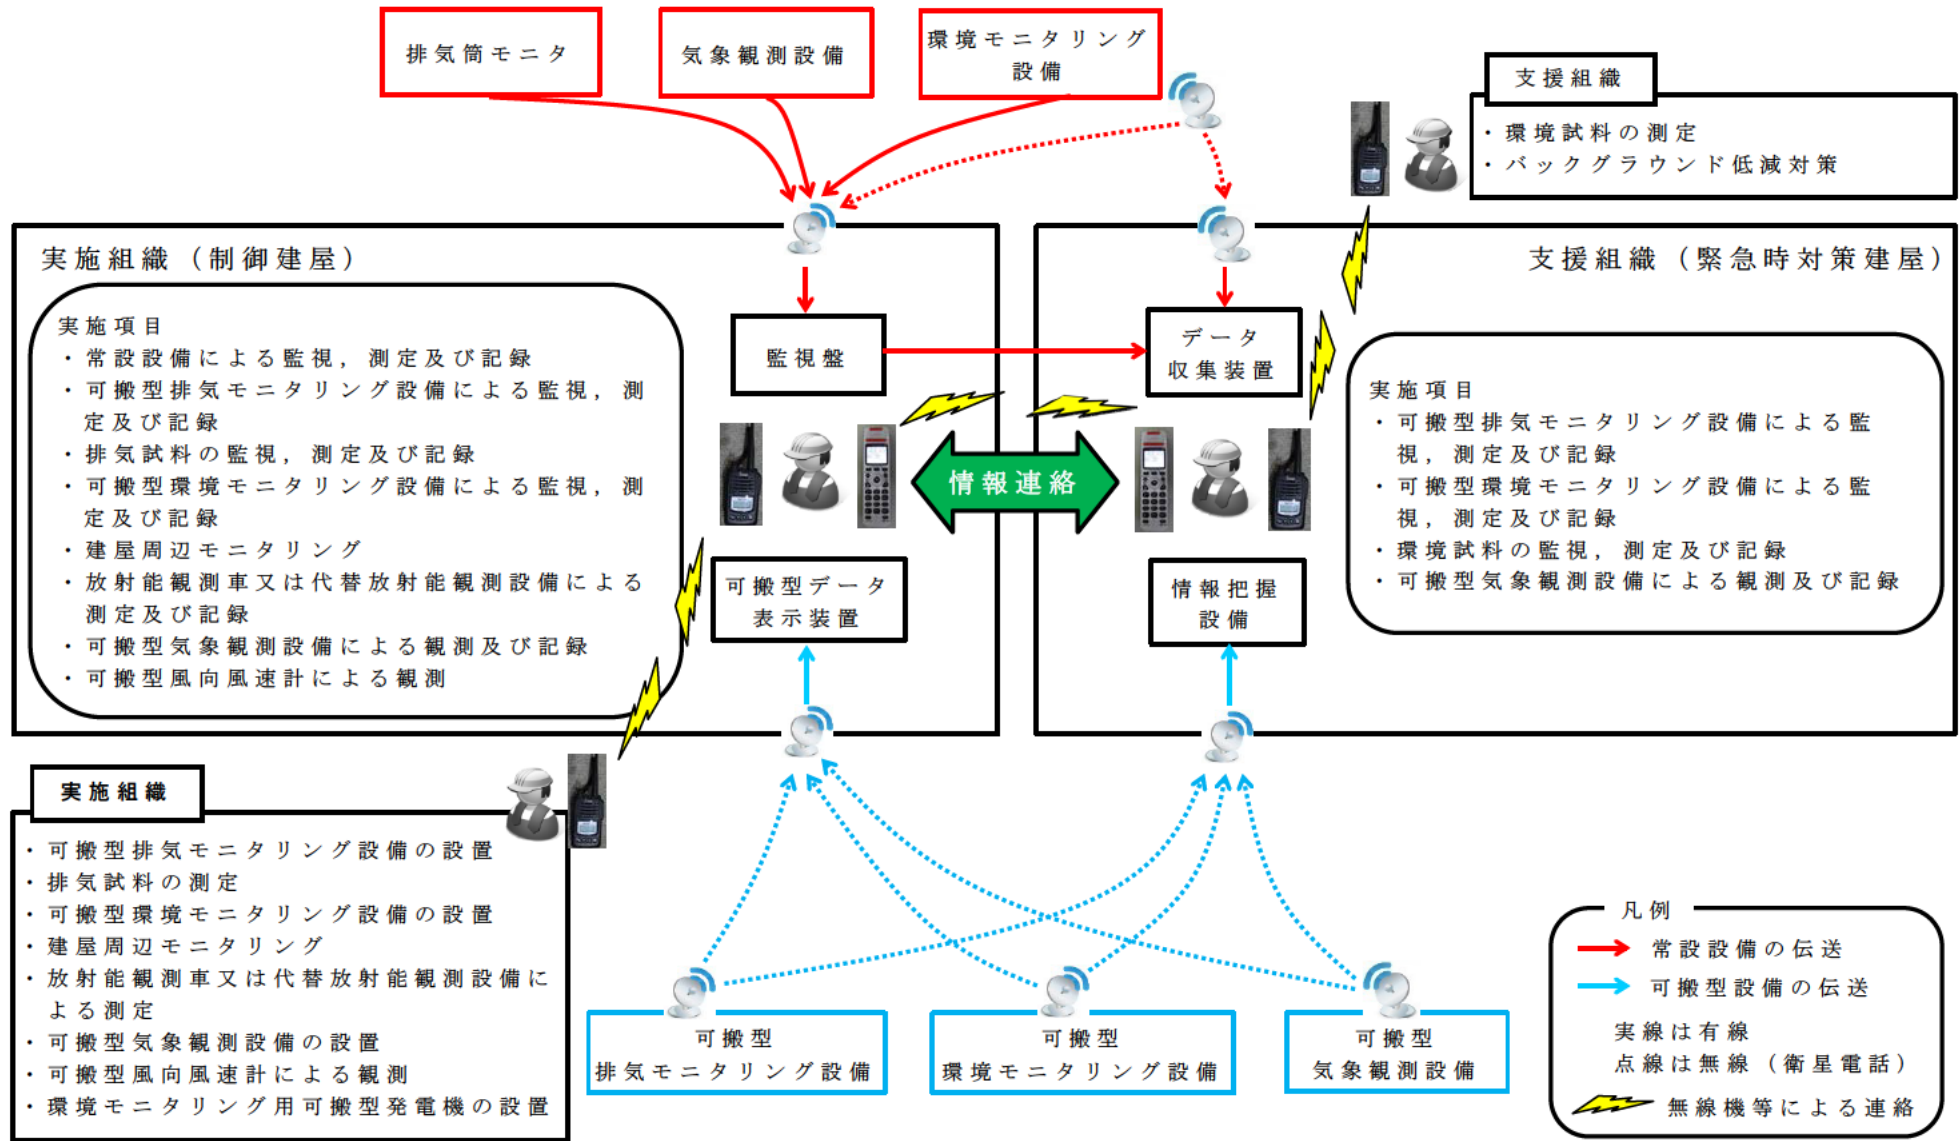 排気筒モニタ
気象観測設備
環境モニタリング
設備
支援組織
・環境試料の測定
・バックグラウンド低減対策
実施組織（制御建屋）
実施項目
・常設設備による監視，測定及び記録
・可搬型排気モニタリング設備による監視，測
定及び記録
・排気試料の監視，測定及び記録
・可搬型環境モニタリング設備による監視，測
定及び記録
・建屋周辺モニタリング
・放射能観測車又は代替放射能観測設備による
測定及び記録
・可搬型気象観測設備による観測及び記録
・可搬型風向風速計による観測
監視盤
可搬型データ
表示装置
情報連絡
支援組織（緊急時対策建屋）
データ
収集装置
情報把握
設備
実施項目
・可搬型排気モニタリング設備による監
視，測定及び記録
・可搬型環境モニタリング設備による監
視，測定及び記録
・環境試料の監視，測定及び記録
・可搬型気象観測設備による観測及び記録
実施組織
・可搬型排気モニタリング設備の設置
・排気試料の測定
・可搬型環境モニタリング設備の設置
・建屋周辺モニタリング
・放射能観測車又は代替放射能観測設備に
よる測定
・可搬型気象観測設備の設置
・可搬型風向風速計による観測
・環境モニタリング用可搬型発電機の設置
可搬型
排気モニタリング設備
可搬型
環境モニタリング設備
可搬型
気象観測設備
凡例
常設設備の伝送
可搬型設備の伝送
実線は有線
点線は無線（衛星電話）
無線機等による連絡